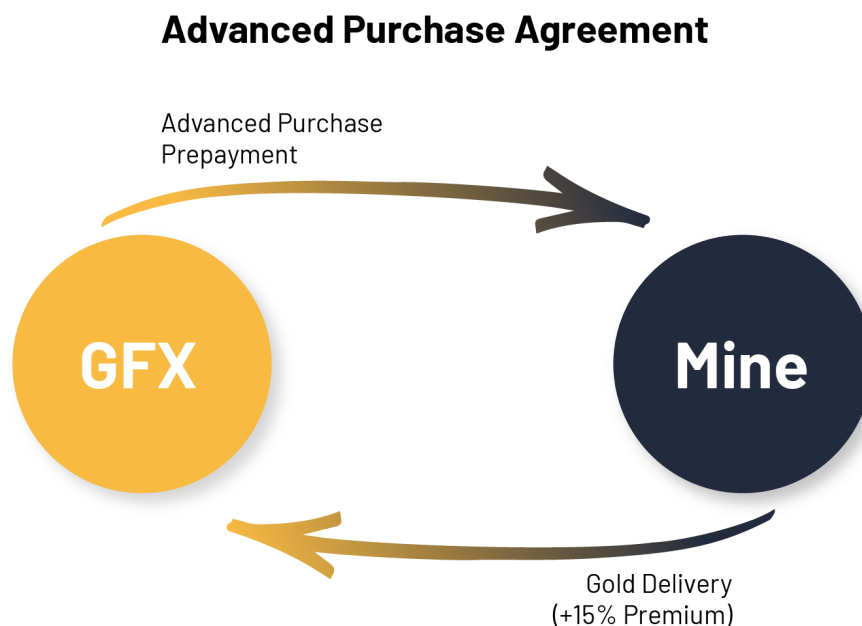 Advanced Purchase Agreement
Advanced Purchase
Prepayment
GFX
Mine
Gold Delivery
(+15% Premium)